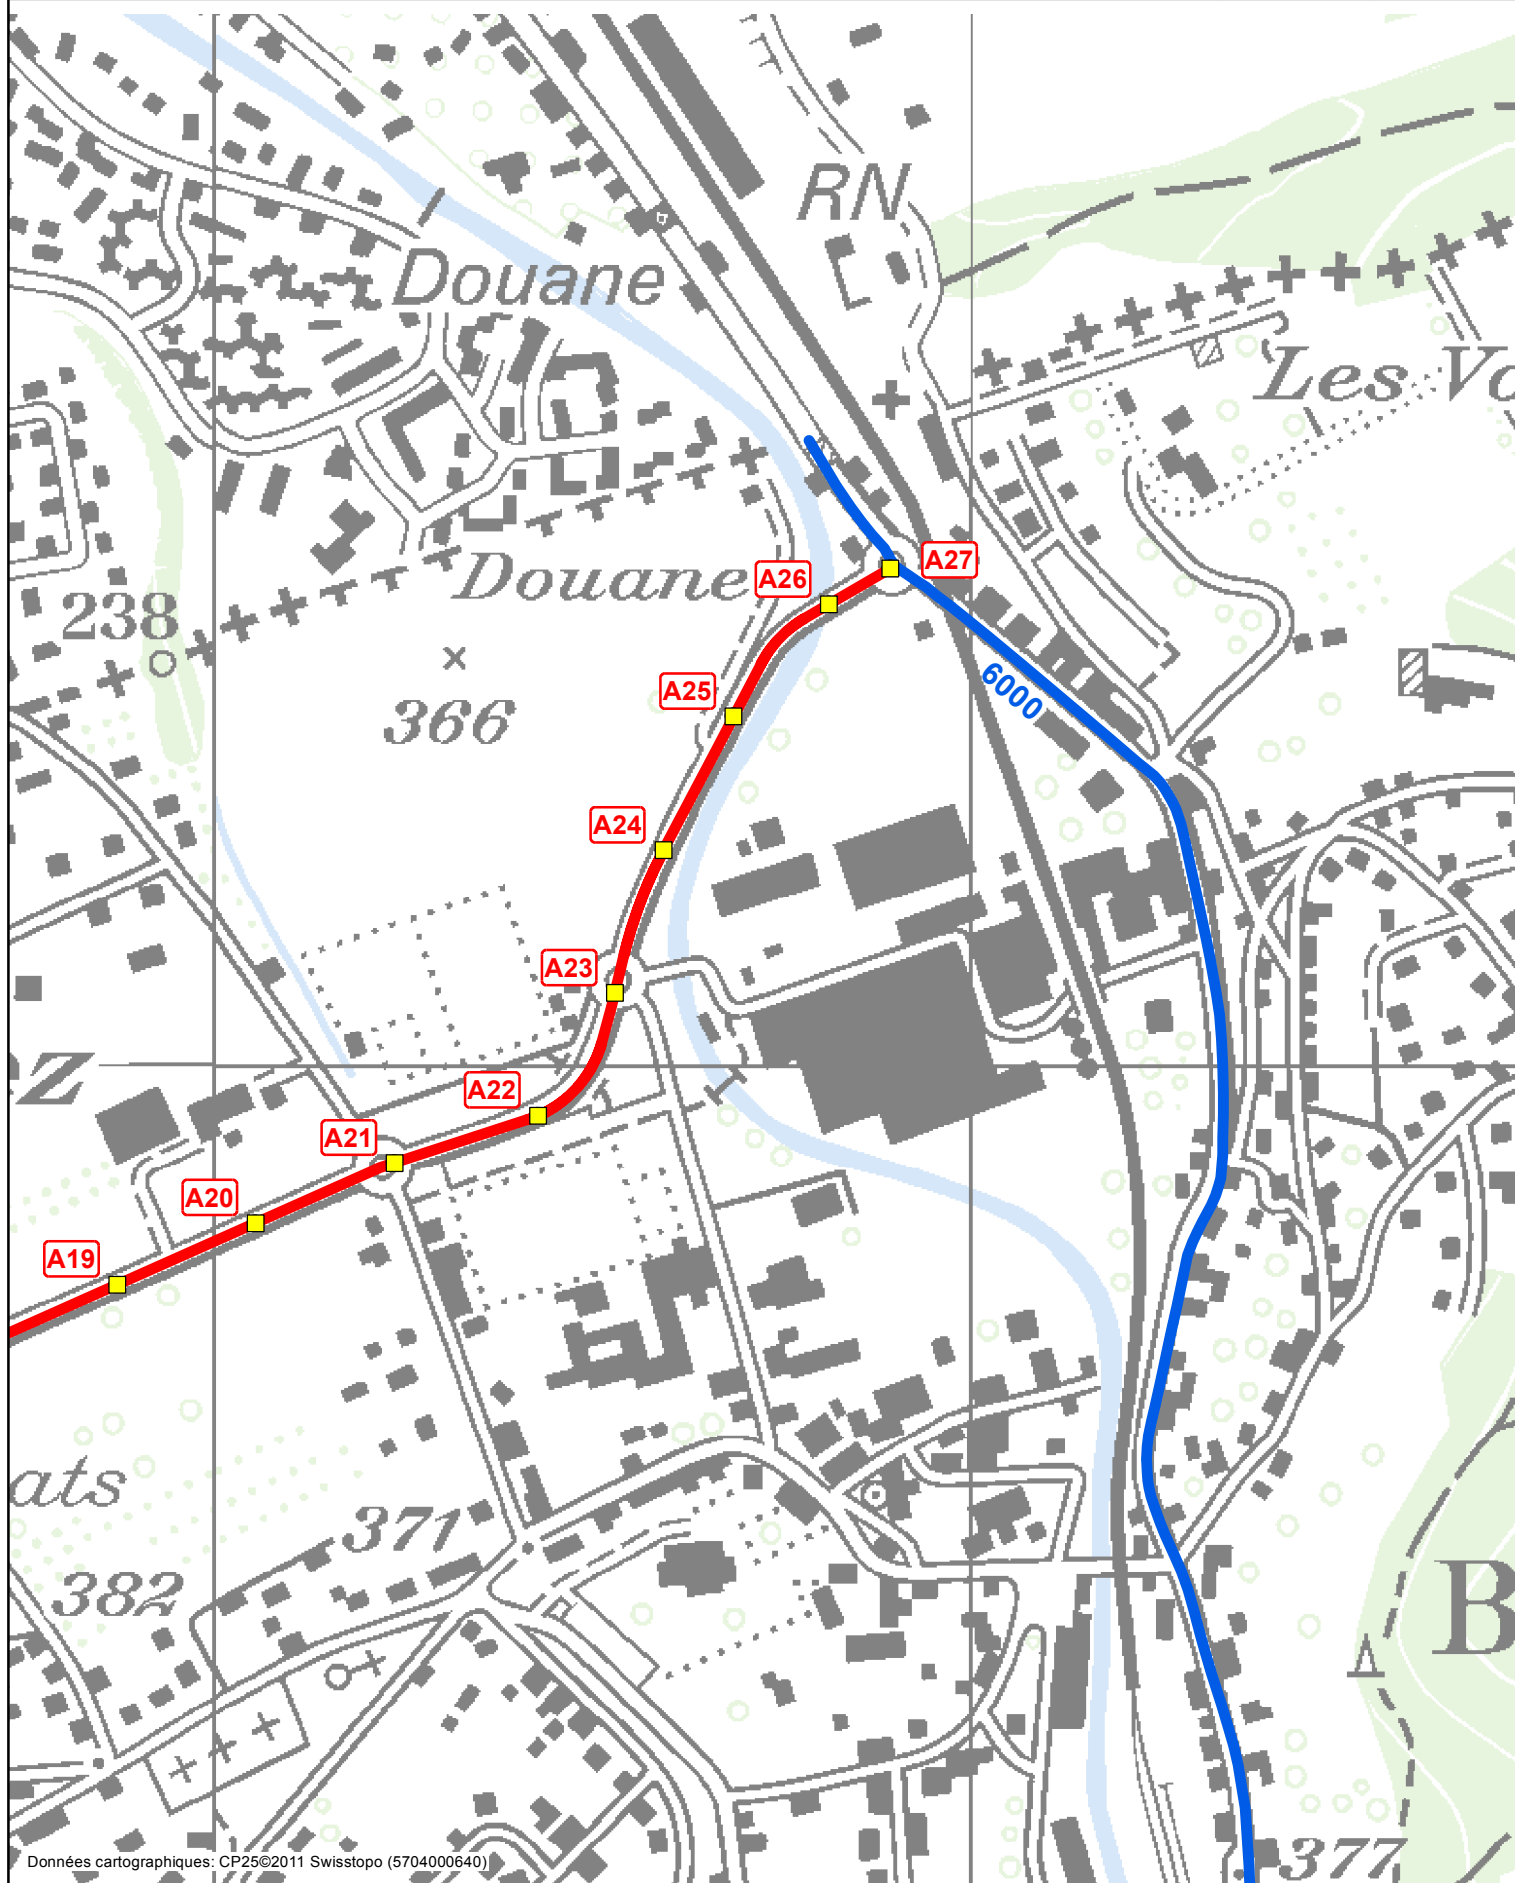 RN
Douane
Les Vo
A27
A26
Douane
238
A25
6000
366
A24
A23
Z
A22
A21
A20
A19
ats
371
382
B
377
Données cartographiques: CP25©2011 Swisstopo (5704000640)